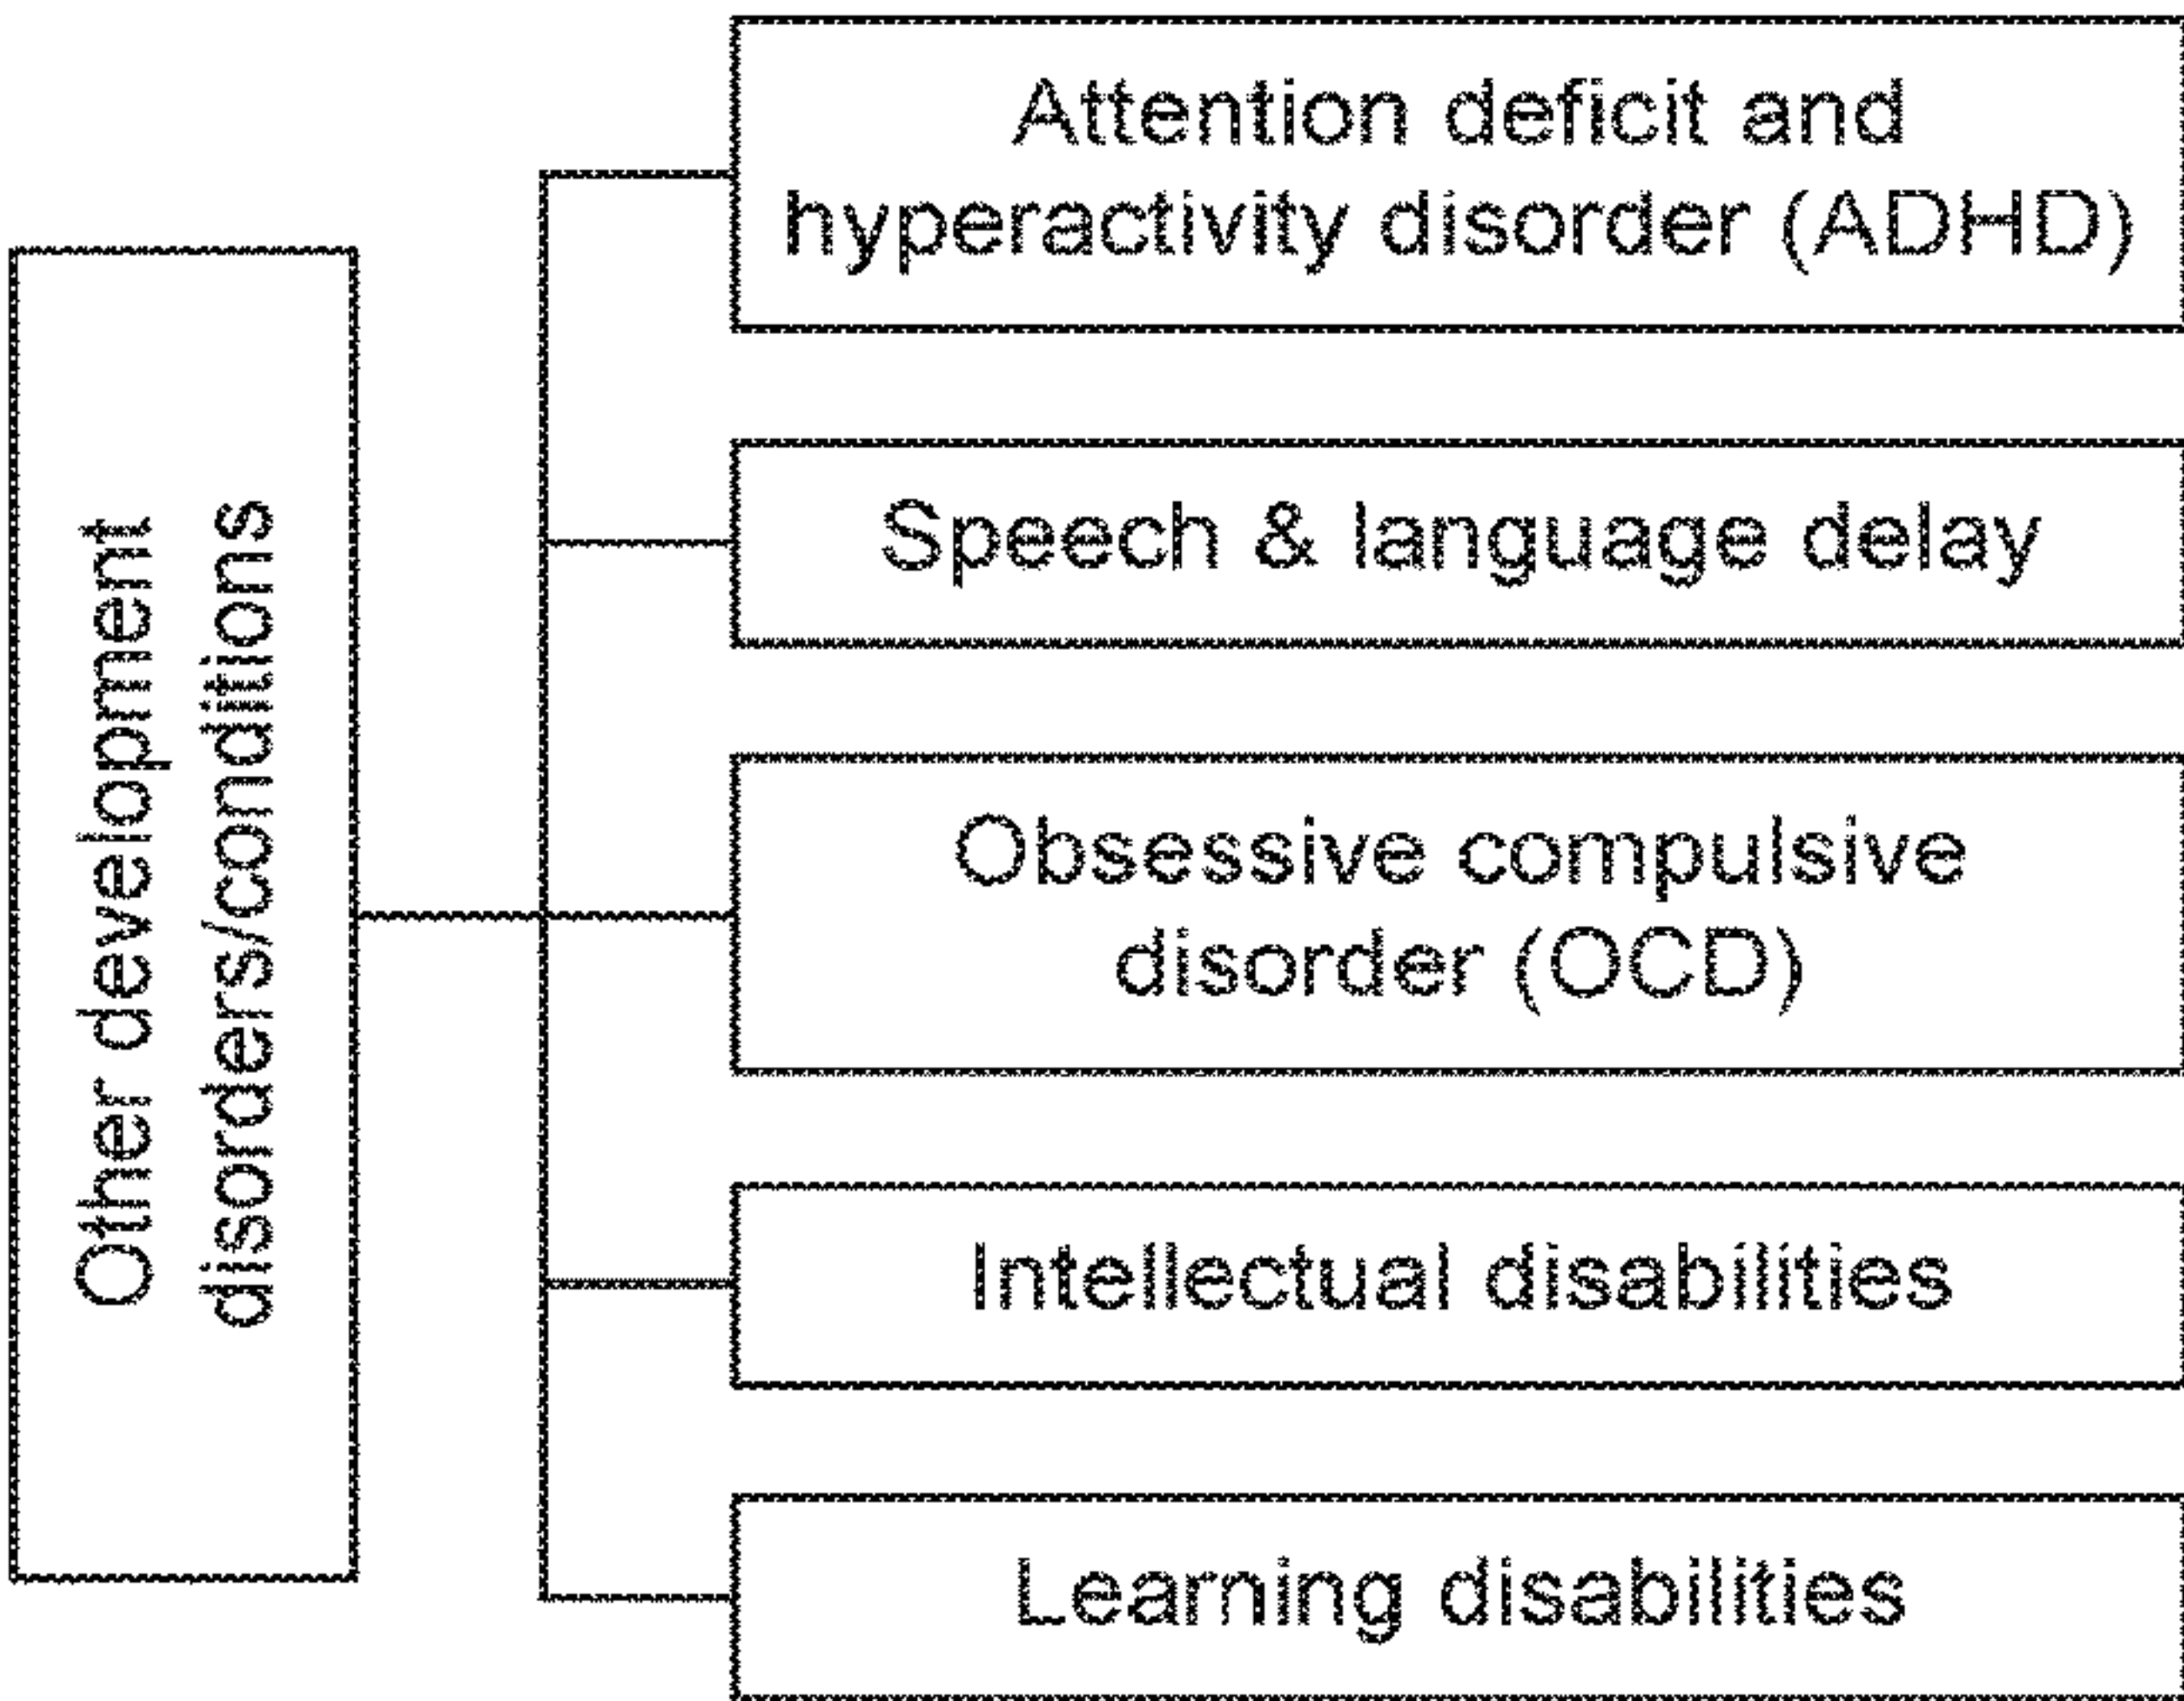 Other development
disorders/conditions
Attention deficit and
hyperactivity disorder (ADHD)
Speech & language delay
Obsessive compulsive
disorder (OCD)
Intellectual disabilities
Learning disabilities